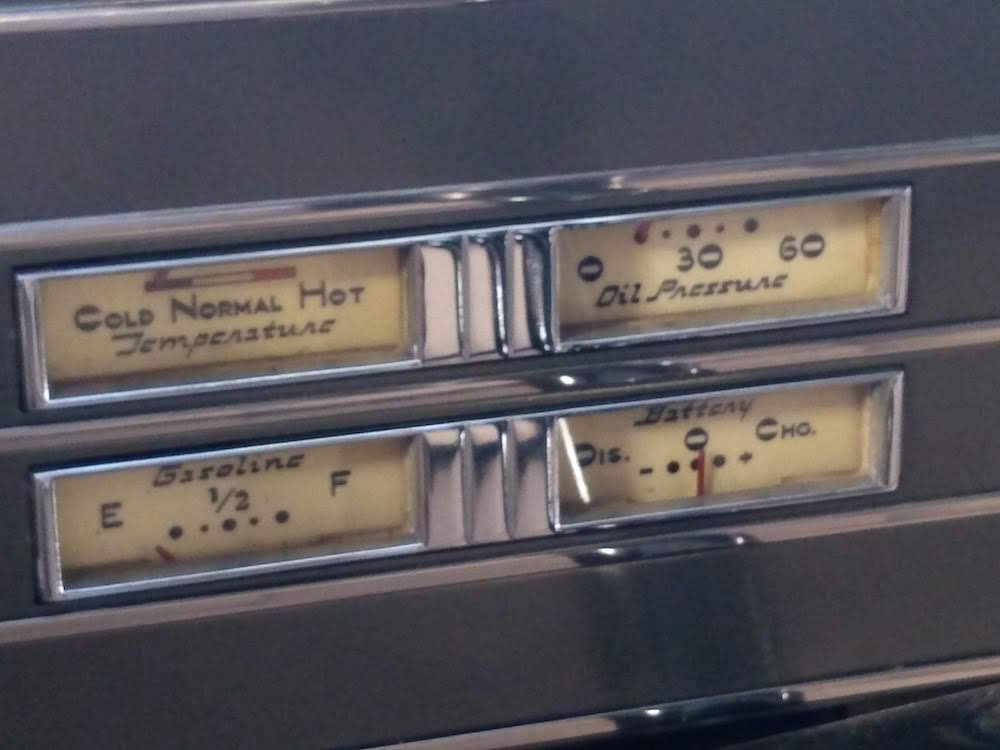 COLD NORMAL HOT
Temperature
0 30 60
Oil Pressure
Gasoline
E 1/2 F
Battery
DIS. 0 CHG.
- +